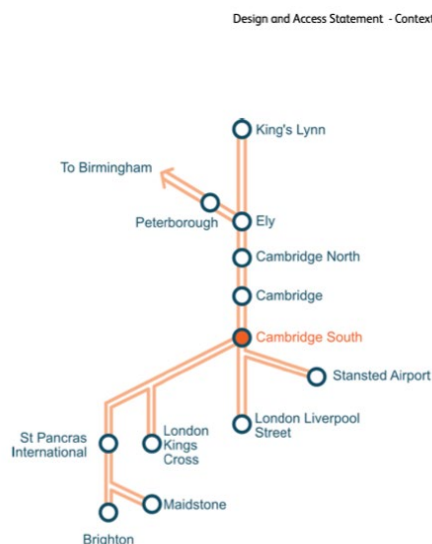 Design and Access Statement - Context
King's Lynn
To Birmingham
Peterborough
Ely
Cambridge North
Cambridge
Cambridge South
Stansted Airport
London Liverpool
Street
St Pancras
International
London
Kings
Cross
Maidstone
Brighton